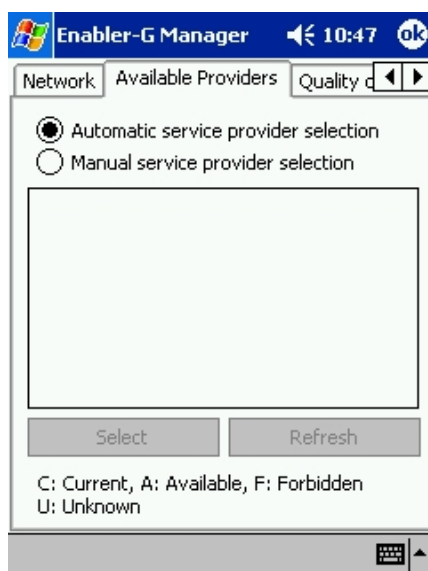 Enabler-G Manager 10:47 ok
Network Available Providers
Automatic service provider selection
Manual service provider selection
Select Refresh
C: Current, A: Available, F: Forbidden
U: Unknown